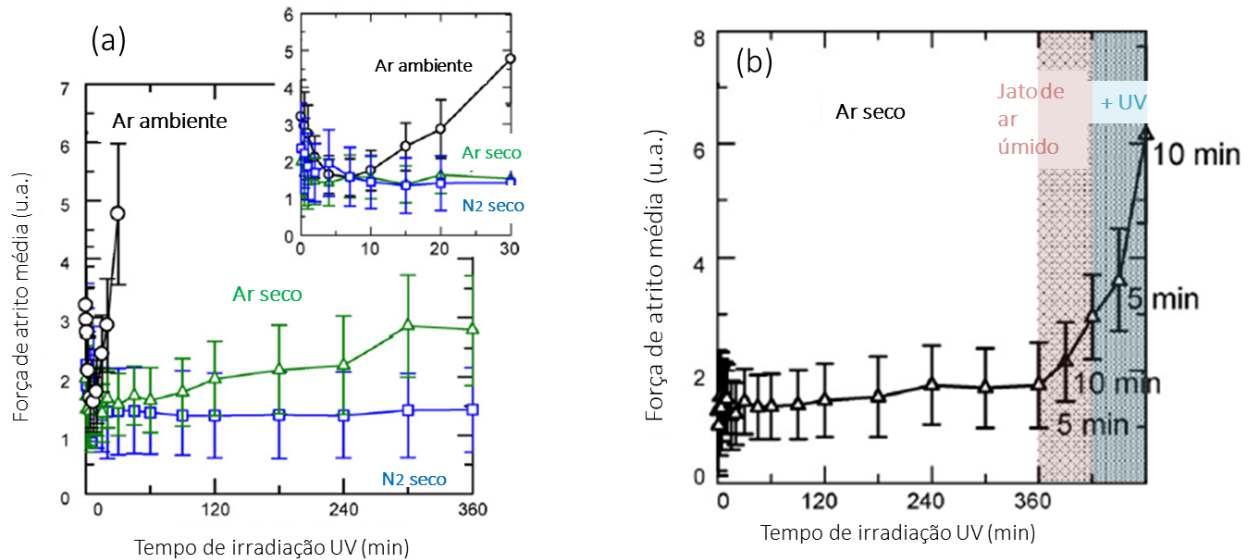 (a)
Força de atrito média (u.a.)
7
6
5
4
3
2
1
0
Ar ambiente
Ar seco
N2 seco
0
120
240
360
Tempo de irradiação UV (min)
6
5
4
3
2
1
0
Ar ambiente
Ar seco
N2 seco
0
10
20
30
(b)
Força de atrito média (u.a.)
8
6
4
2
0
Ar seco
Jato de
ar
úmido
+ UV
10 min
5 min
10 min
5 min
0
120
240
360
Tempo de irradiação UV (min)